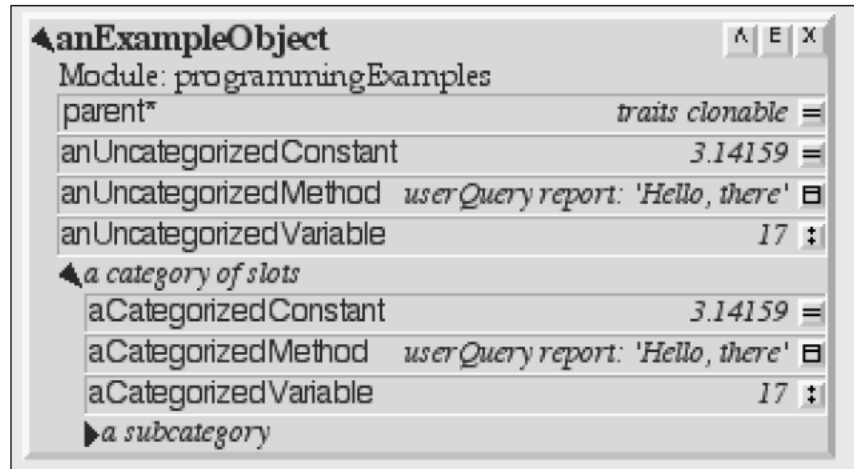 anExampleObject Λ E X
Module: programmingExamples
parent* traits clonable =
anUncategorizedConstant 3.14159 =
anUncategorizedMethod userQuery report: 'Hello, there'
anUncategorizedVariable 17 :
a category of slots
aCategorizedConstant 3.14159 =
aCategorizedMethod userQuery report: 'Hello, there'
aCategorizedVariable 17 :
a subcategory